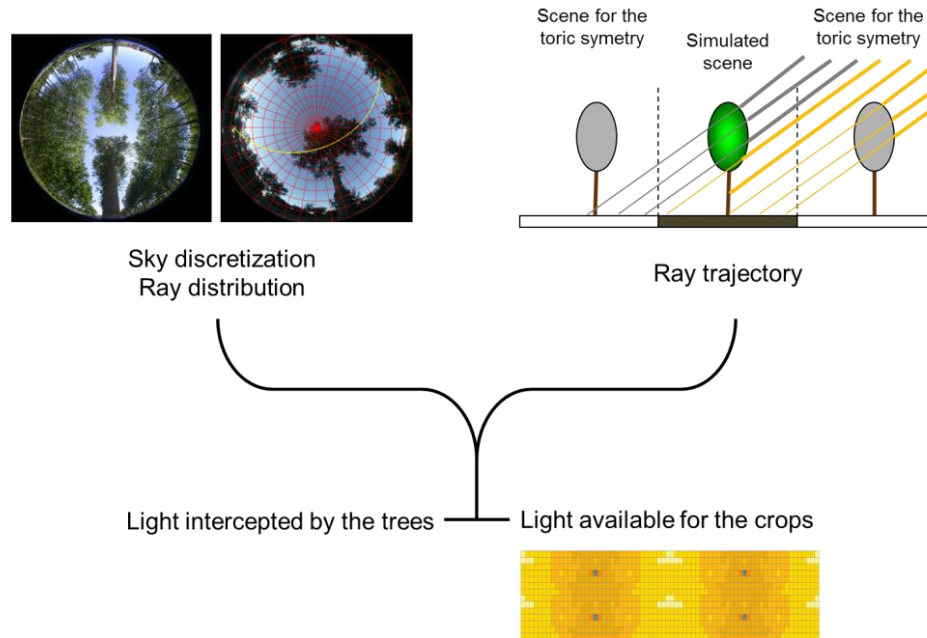 Scene for the
toric symetry
Simulated
scene
Scene for the
toric symetry
Sky discretization
Ray distribution
Ray trajectory
Light intercepted by the trees
Light available for the crops